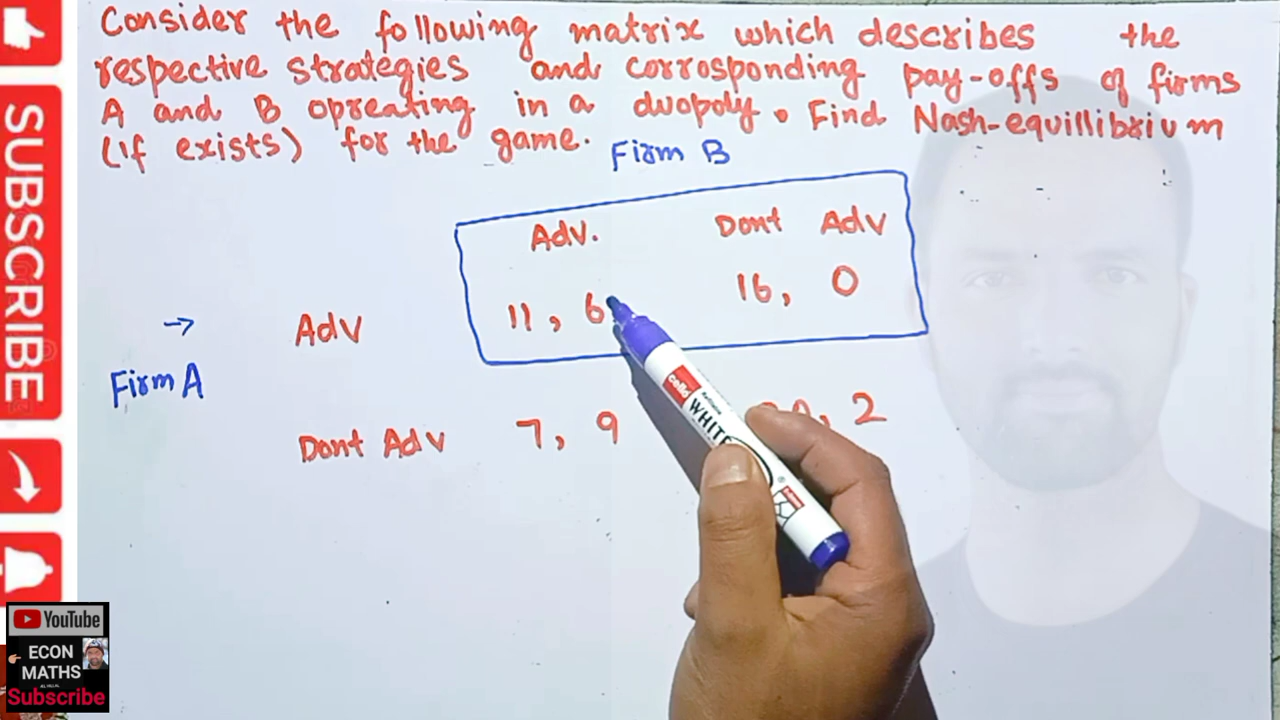 Consider the following matrix which describes the
respective strategies and corrosponding pay-offs of firms
A and B opreating in a duopoly. Find Nash-equillibrium
(if exists) for the game.
Firm B
Adv. Dont Adv
Adv 11, 6 16, 0
Firm A
Dont Adv 7, 9 , 2
SUBSCRIBE
YouTube
ECON
MATHS
Subscribe
WHITE
cello